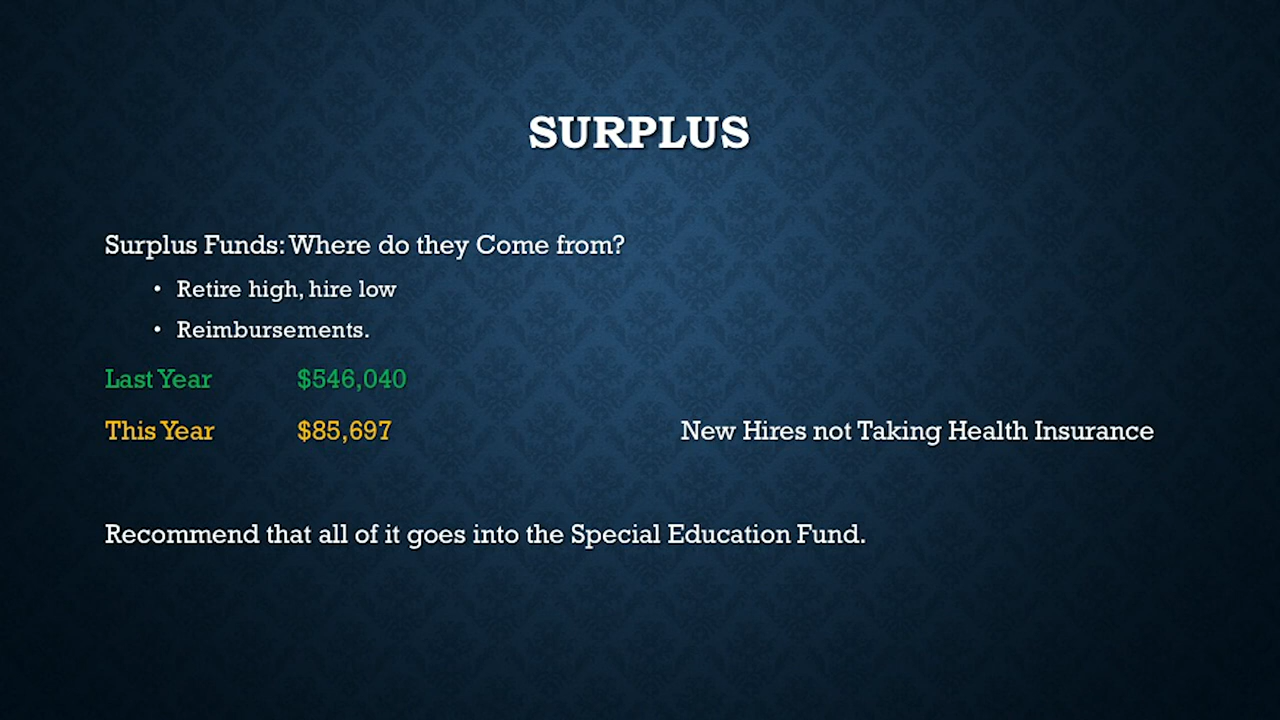 SURPLUS
Surplus Funds: Where do they Come from?
• Retire high, hire low
• Reimbursements.
Last Year $546,040
This Year $85,697 New Hires not Taking Health Insurance
Recommend that all of it goes into the Special Education Fund.